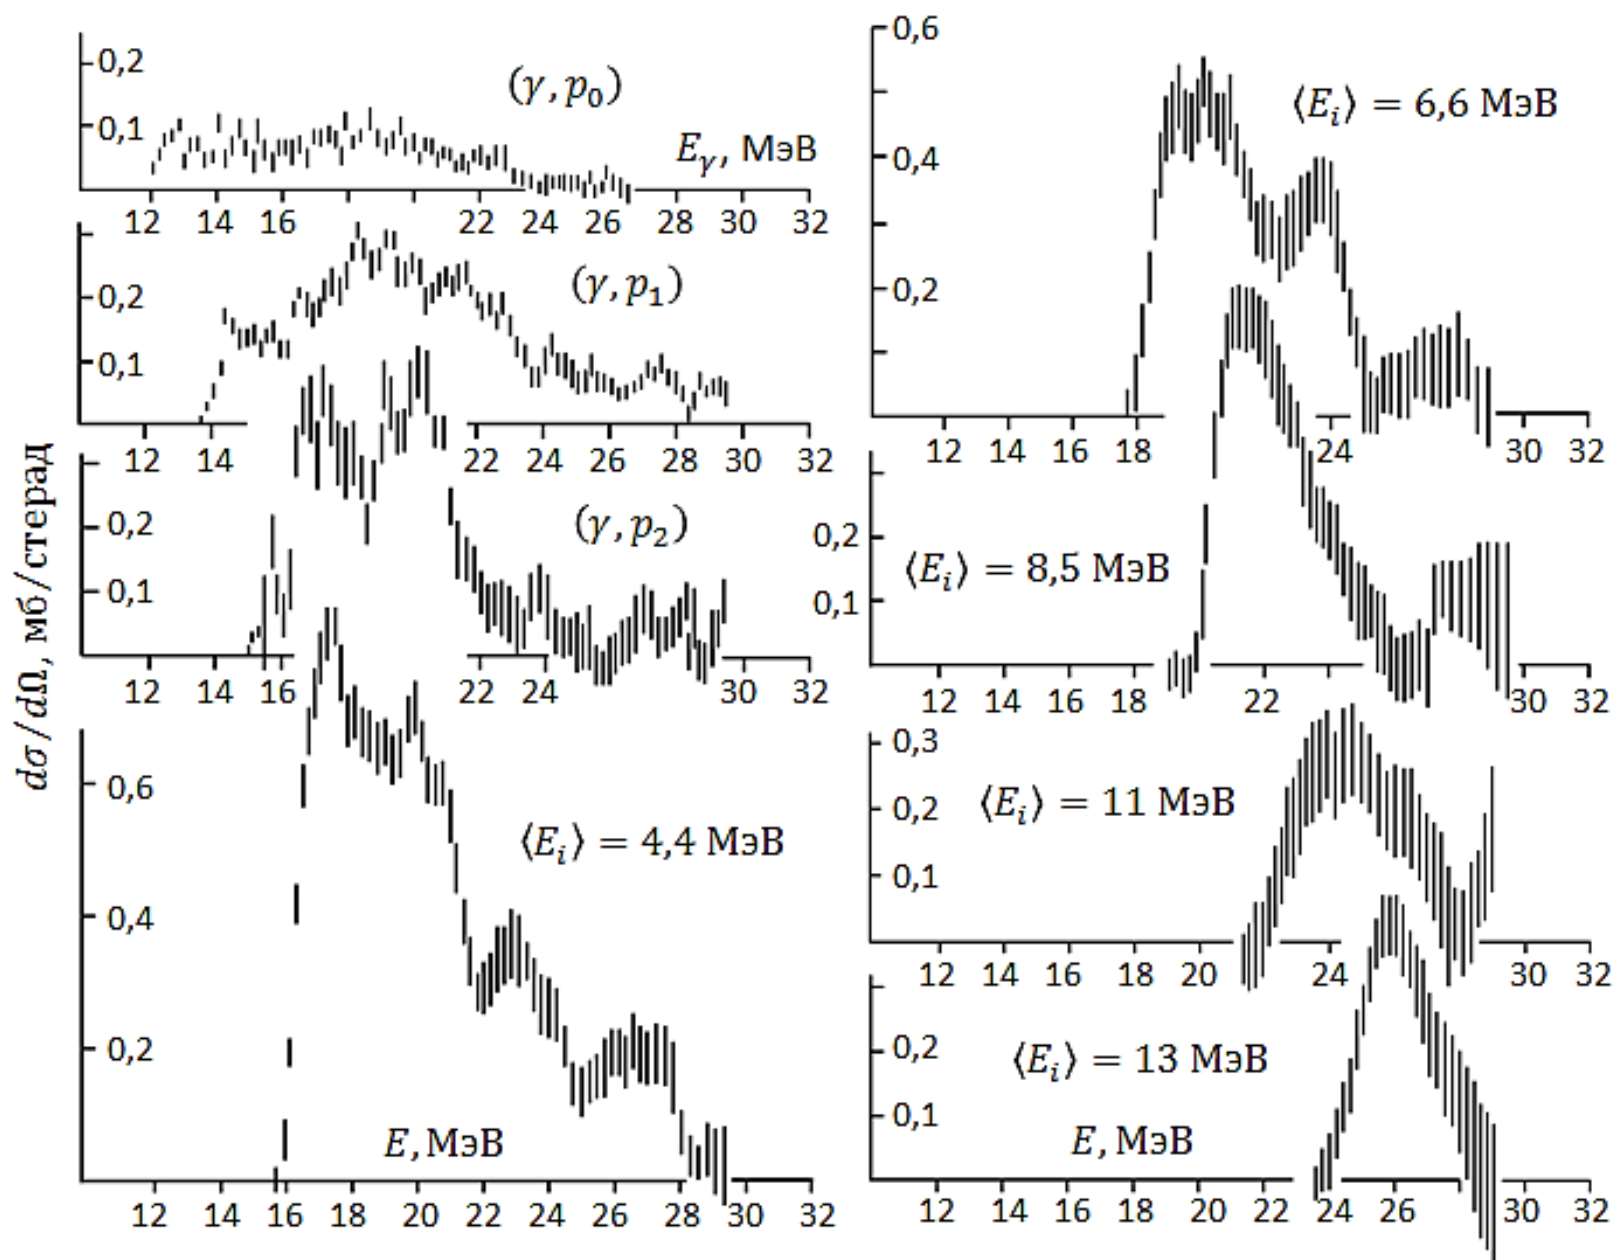 dσ/dΩ, мб/стерад
0,2
0,1
(γ, p₀)
E_γ, МэВ
12 14 16 22 24 26 28 30 32
0,2
0,1
(γ, p₁)
12 14 22 24 26 28 30 32
0,2
0,1
(γ, p₂)
12 14 16 22 24 30 32
0,6
0,4
0,2
⟨E_i⟩ = 4,4 МэВ
E, МэВ
12 14 16 18 20 22 24 26 28 30 32
0,6
0,4
0,2
⟨E_i⟩ = 6,6 МэВ
12 14 16 18 24 30 32
0,2
0,1
⟨E_i⟩ = 8,5 МэВ
12 14 16 18 22 30 32
0,3
0,2
0,1
⟨E_i⟩ = 11 МэВ
12 14 16 18 20 24 30 32
0,2
0,1
⟨E_i⟩ = 13 МэВ
E, МэВ
12 14 16 18 20 22 24 26 30 32